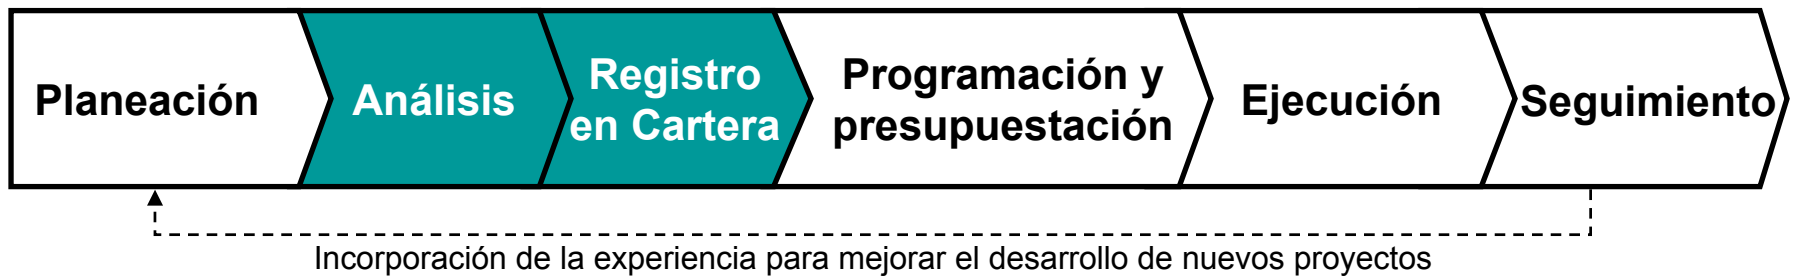 Planeación
Análisis
Registro
en Cartera
Programación y
presupuestación
Ejecución
Seguimiento
Incorporación de la experiencia para mejorar el desarrollo de nuevos proyectos